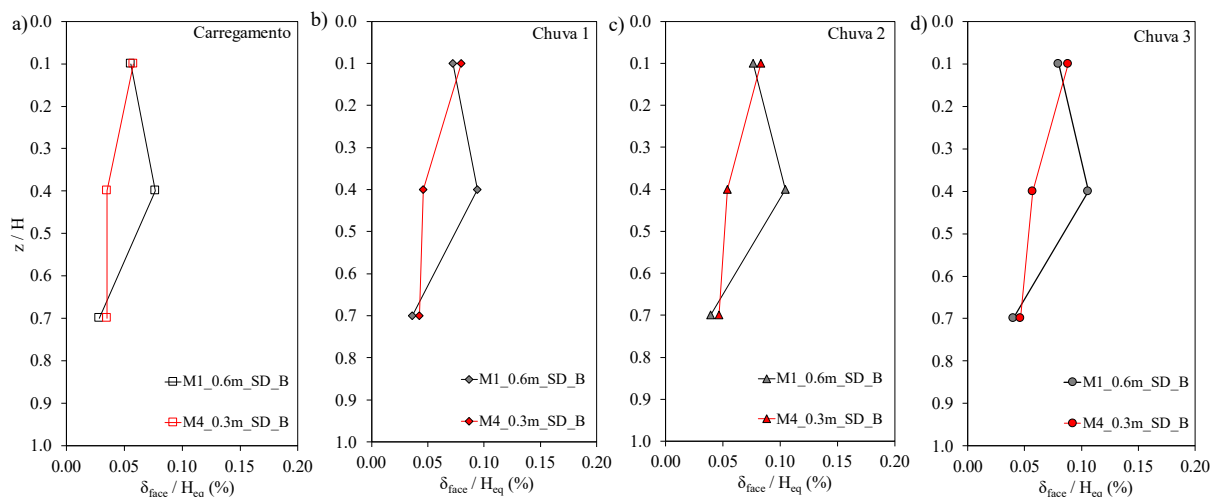 a)
Carregamento
0.0
0.1
0.2
0.3
0.4
0.5
0.6
0.7
0.8
0.9
1.0
z / H
M1_0.6m_SD_B
M4_0.3m_SD_B
0.00 0.05 0.10 0.15 0.20
δface / Heq (%)
b)
Chuva 1
0.0
0.1
0.2
0.3
0.4
0.5
0.6
0.7
0.8
0.9
1.0
M1_0.6m_SD_B
M4_0.3m_SD_B
0.00 0.05 0.10 0.15 0.20
δface / Heq (%)
c)
Chuva 2
0.0
0.1
0.2
0.3
0.4
0.5
0.6
0.7
0.8
0.9
1.0
M1_0.6m_SD_B
M4_0.3m_SD_B
0.00 0.05 0.10 0.15 0.20
δface / Heq (%)
d)
Chuva 3
0.0
0.1
0.2
0.3
0.4
0.5
0.6
0.7
0.8
0.9
1.0
M1_0.6m_SD_B
M4_0.3m_SD_B
0.00 0.05 0.10 0.15 0.20
δface / Heq (%)